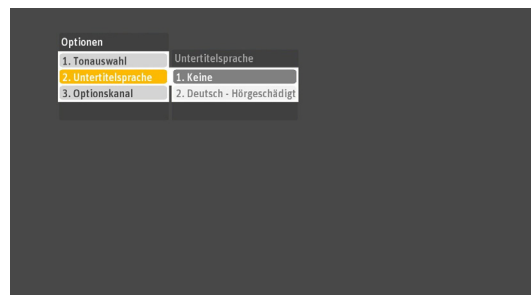 Optionen
1. Tonauswahl
2. Untertitelsprache
3. Optionskanal
Untertitelsprache
1. Keine
2. Deutsch - Hörgeschädigt